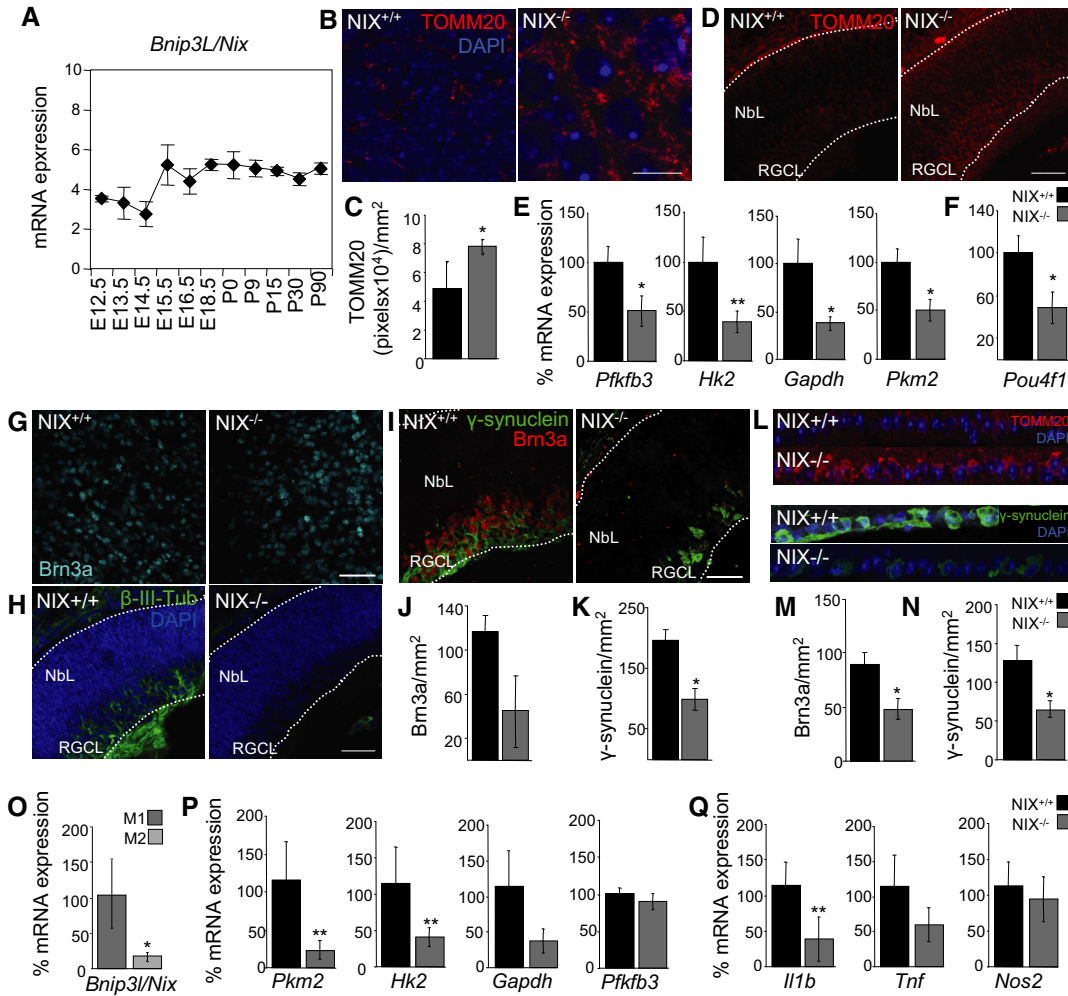 A
Bnip3L/Nix
mRNA epxression
10
8
6
4
2
0
E12.5
E13.5
E14.5
E15.5
E16.5
E18.5
P0
P9
P15
P30
P90
B
NIX+/+
TOMM20
DAPI
NIX-/-
C
TOMM20
(pixelsx10⁴)/mm²
10
8
6
4
2
0
*
D
NIX+/+
TOMM20
NbL
RGCL
NIX-/-
NbL
RGCL
E
% mRNA expression
150
100
50
0
*
Pfkfb3
150
100
50
0
**
Hk2
150
100
50
0
*
Gapdh
150
100
50
0
*
Pkm2
F
NIX+/+
NIX-/-
140
100
60
20
*
Pou4f1
G
NIX+/+
Brn3a
NIX-/-
H
NIX+/+
β-III-Tub
DAPI
NbL
RGCL
NIX-/-
NbL
RGCL
I
NIX+/+
γ-synuclein
Brn3a
NbL
RGCL
NIX-/-
NbL
RGCL
L
NIX+/+
TOMM20
DAPI
NIX-/-
NIX+/+
γ-synuclein
DAPI
NIX-/-
J
Brn3a/mm²
140
100
60
20
K
γ-synuclein/mm²
250
150
50
*
M
Brn3a/mm²
150
100
50
0
*
N
γ-synuclein/mm²
200
150
100
50
0
*
NIX+/+
NIX-/-
O
% mRNA expression
200
150
100
50
0
M1
M2
*
Bnip3l/Nix
P
% mRNA expression
200
150
100
50
0
**
Pkm2
200
150
100
50
0
**
Hk2
200
150
100
50
0
Gapdh
200
150
100
50
0
Pfkfb3
Q
% mRNA expression
200
150
100
50
0
**
Il1b
200
150
100
50
0
Tnf
200
150
100
50
0
Nos2
NIX+/+
NIX-/-